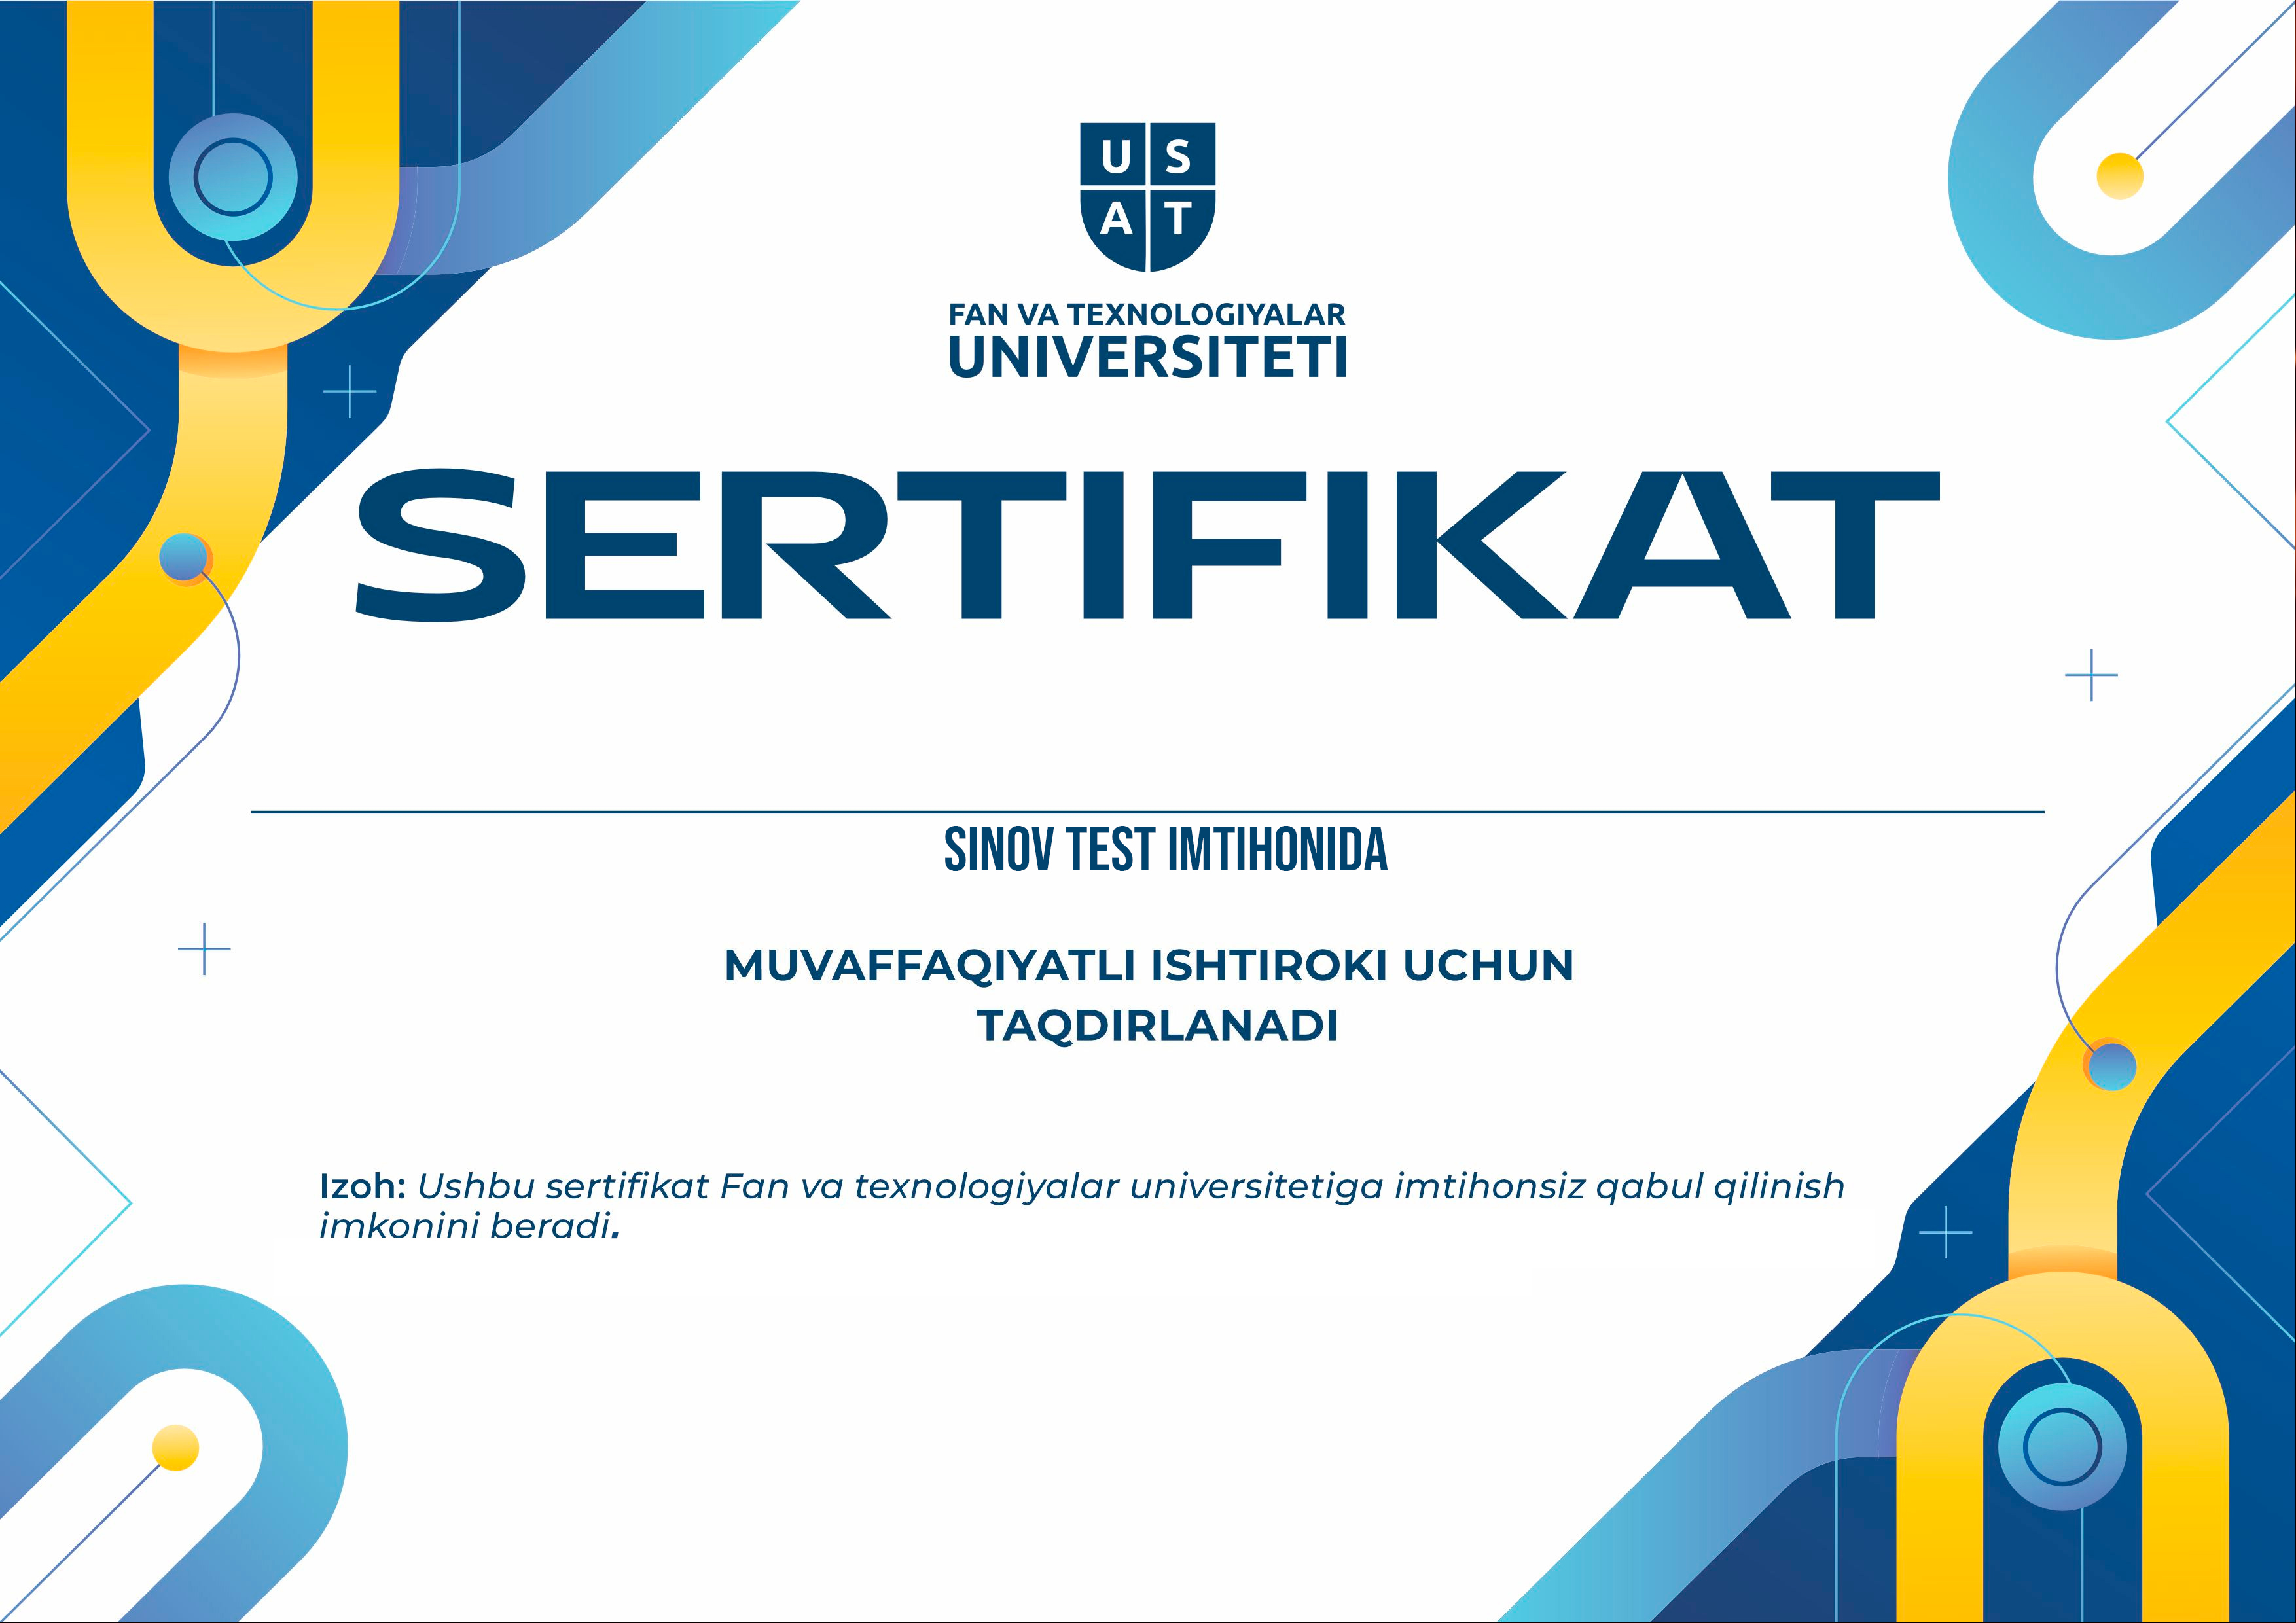 U S
A T
FAN VA TEXNOLOGIYALAR
UNIVERSITETI
SERTIFIKAT
SINOV TEST IMTIHONIDA
MUVAFFAQIYATLI ISHTIROKI UCHUN
TAQDIRLANADI
Izoh: Ushbu sertifikat Fan va texnologiyalar universitetiga imtihonsiz qabul qilinish
imkonini beradi.